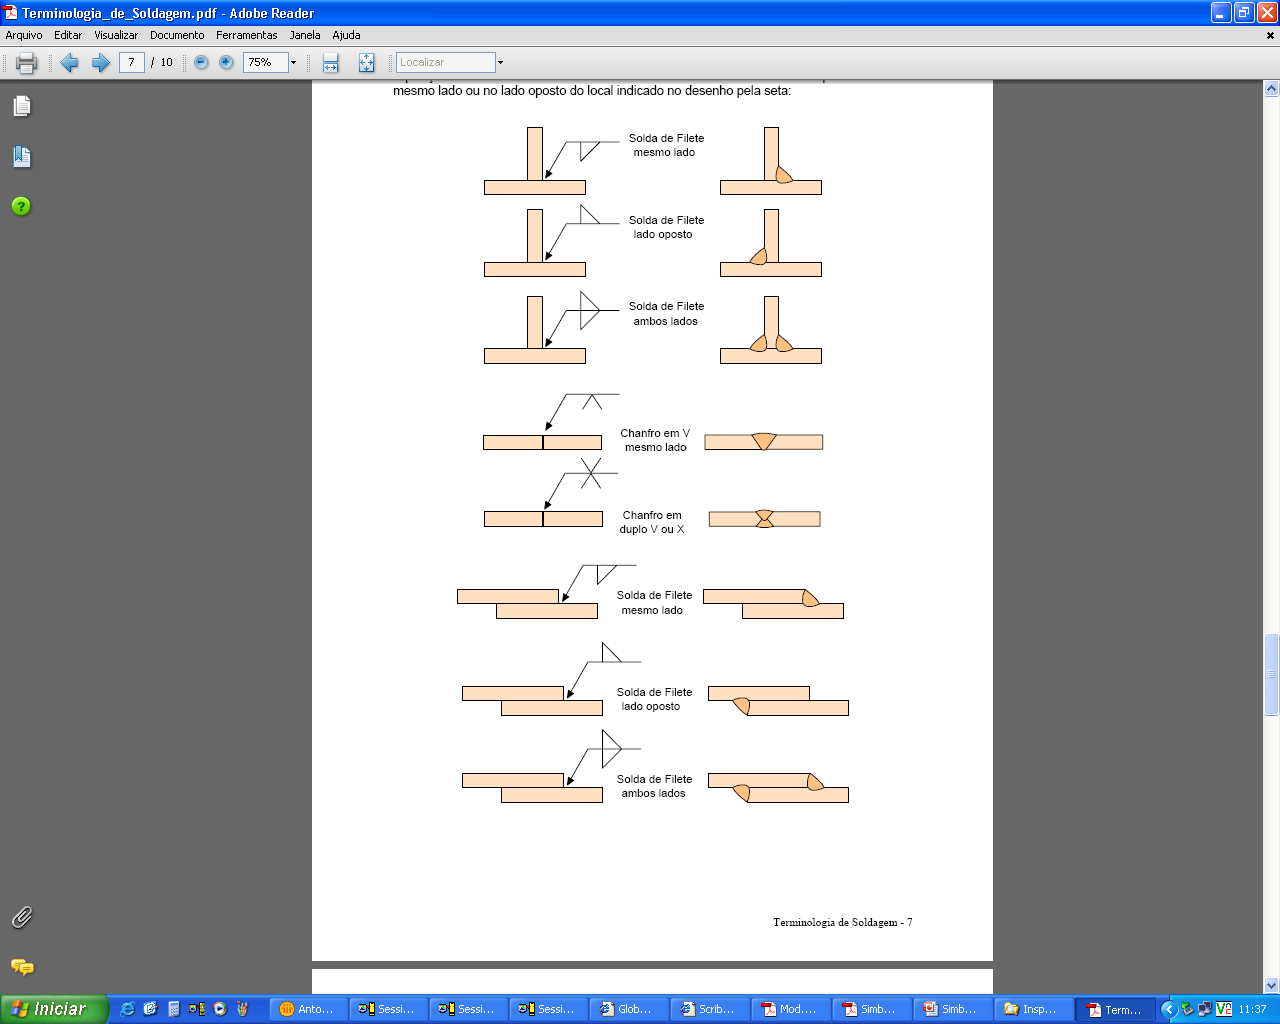 Terminologia_de_Soldagem.pdf - Adobe Reader
Arquivo Editar Visualizar Documento Ferramentas Janela Ajuda
7 / 10 75% Localizar
mesmo lado ou no lado oposto do local indicado no desenho pela seta:
Solda de Filete
mesmo lado
Solda de Filete
lado oposto
Solda de Filete
ambos lados
Chanfro em V
mesmo lado
Chanfro em
duplo V ou X
Solda de Filete
mesmo lado
Solda de Filete
lado oposto
Solda de Filete
ambos lados
Terminologia de Soldagem - 7
Iniciar Anto... Sessi... Sessi... Sessi... Glob... Scrib... Mod.... Simb... Simb... Insp... Term... 11:37